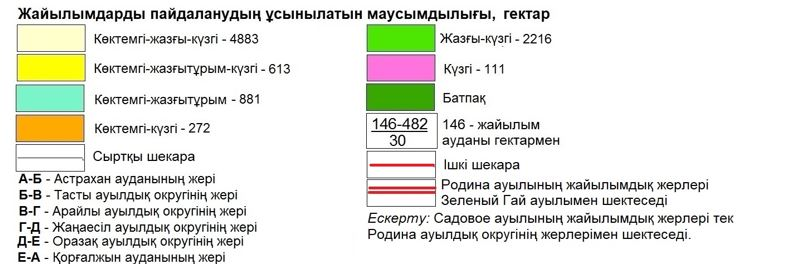 Жайылымдарды пайдаланудың ұсынылатын маусымдылығы, гектар
Көктемгі-жазғы-күзгі - 4883
Көктемгі-жазғытұрым-күзгі - 613
Көктемгі-жазғытұрым - 881
Көктемгі-күзгі - 272
Сыртқы шекара
А-Б - Астрахан ауданының жері
Б-В - Тасты ауылдық округінің жері
В-Г - Арайлы ауылдық округінің жері
Г-Д - Жаңаесіл ауылдық округінің жері
Д-Е - Оразақ ауылдық округінің жері
Е-А - Қорғалжын ауданының жері
Жазғы-күзгі - 2216
Күзгі - 111
Батпақ
146-482
30
146 - жайылым
ауданы гектармен
Ішкі шекара
Родина ауылының жайылымдық жерлері
Зеленый Гай ауылымен шектеседі
Ескерту: Садовое ауылының жайылымдық жерлері тек
Родина ауылдық округінің жерлерімен шектеседі.